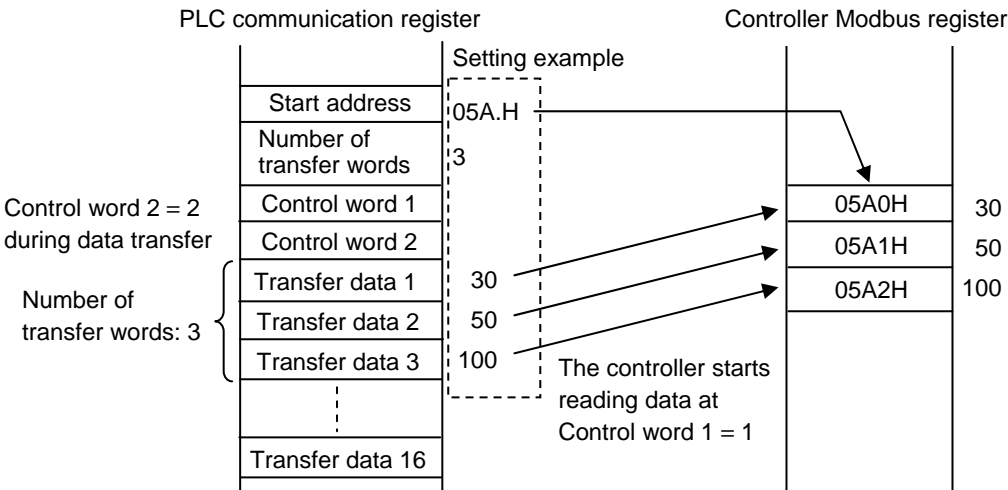 PLC communication register
Controller Modbus register
Setting example
Start address
05A.H
Number of
transfer words
3
Control word 1
05A0H
30
Control word 2 = 2
during data transfer
Control word 2
05A1H
50
Transfer data 1
30
05A2H
100
Number of
transfer words: 3
Transfer data 2
50
Transfer data 3
100
The controller starts
reading data at
Control word 1 = 1
Transfer data 16